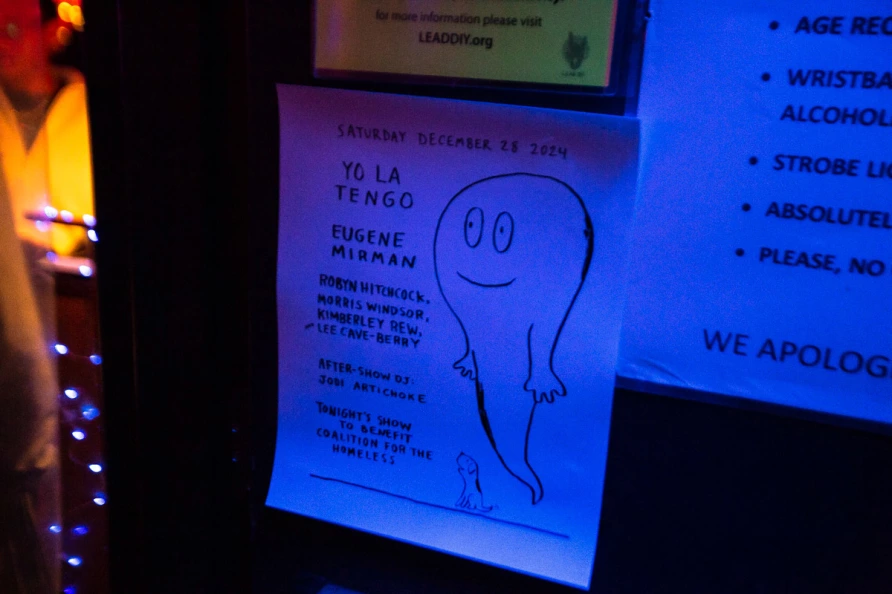 for more information please visit
LEADDIY.org
SATURDAY DECEMBER 28 2024
YO LA
TENGO
EUGENE
MIRMAN
ROBYN HITCHCOCK,
MORRIS WINDSOR,
KIMBERLEY REW,
LEE CAVE-BERRY
AFTER-SHOW DJ:
JODI ARTICHOKE
TONIGHT'S SHOW
TO BENEFIT
COALITION FOR THE
HOMELESS
• AGE REC
• WRISTBA
ALCOHOL
• STROBE LIG
• ABSOLUTEL
• PLEASE, NO
WE APOLOG